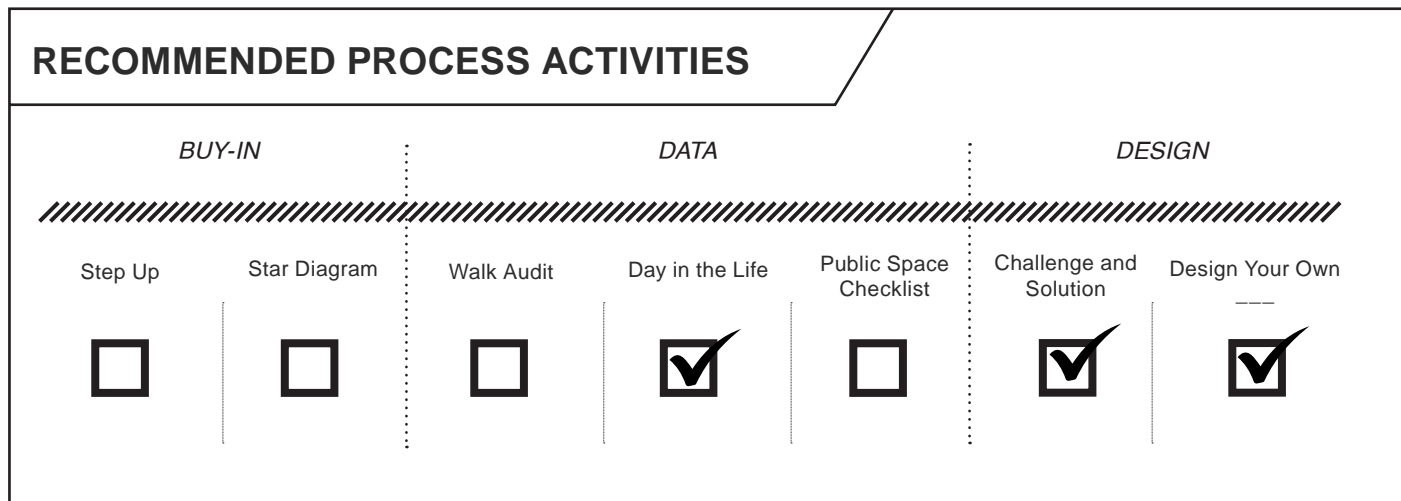 RECOMMENDED PROCESS ACTIVITIES
BUY-IN
DATA
DESIGN
Step Up
Star Diagram
Walk Audit
Day in the Life
Public Space
Checklist
Challenge and
Solution
Design Your Own
___